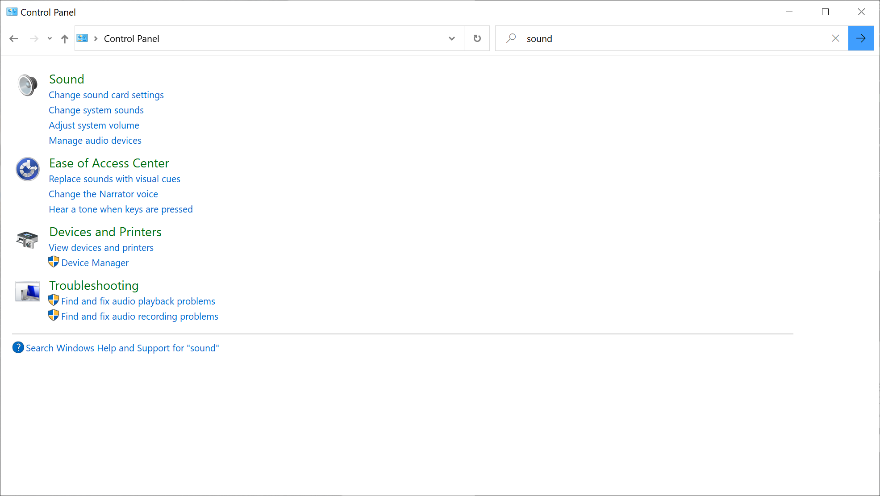 Control Panel
Control Panel
sound
Sound
Change sound card settings
Change system sounds
Adjust system volume
Manage audio devices
Ease of Access Center
Replace sounds with visual cues
Change the Narrator voice
Hear a tone when keys are pressed
Devices and Printers
View devices and printers
Device Manager
Troubleshooting
Find and fix audio playback problems
Find and fix audio recording problems
Search Windows Help and Support for "sound"